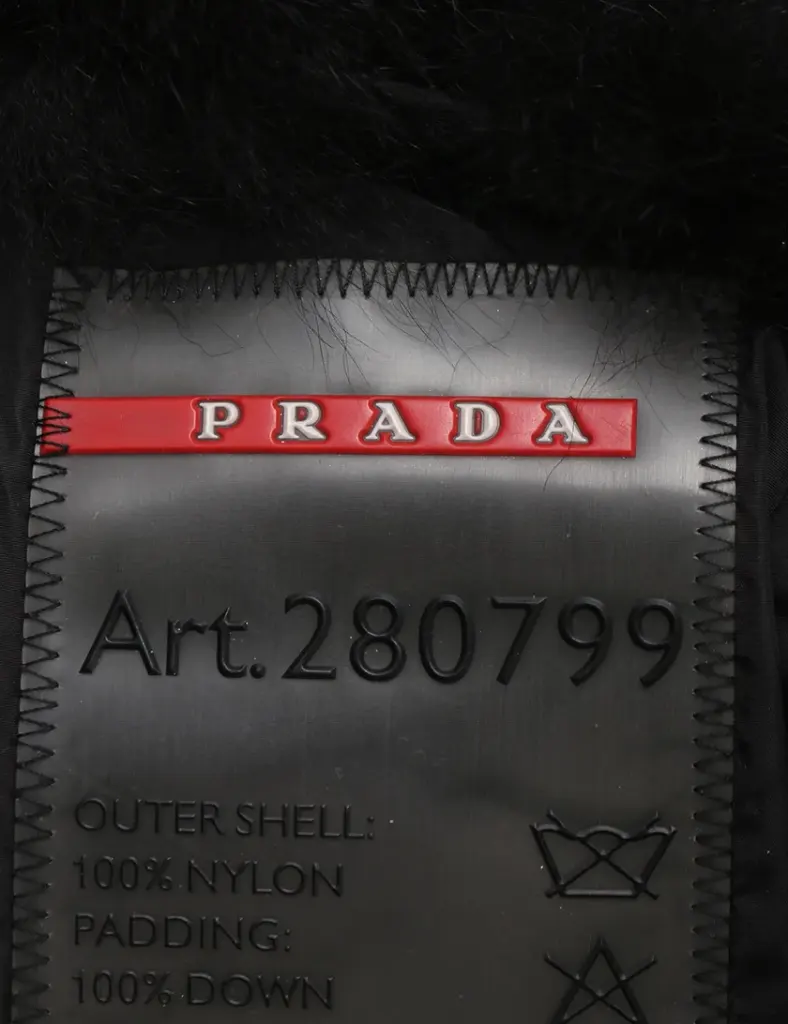 PRADA
Art.280799
OUTER SHELL:
100% NYLON
PADDING:
100% DOWN